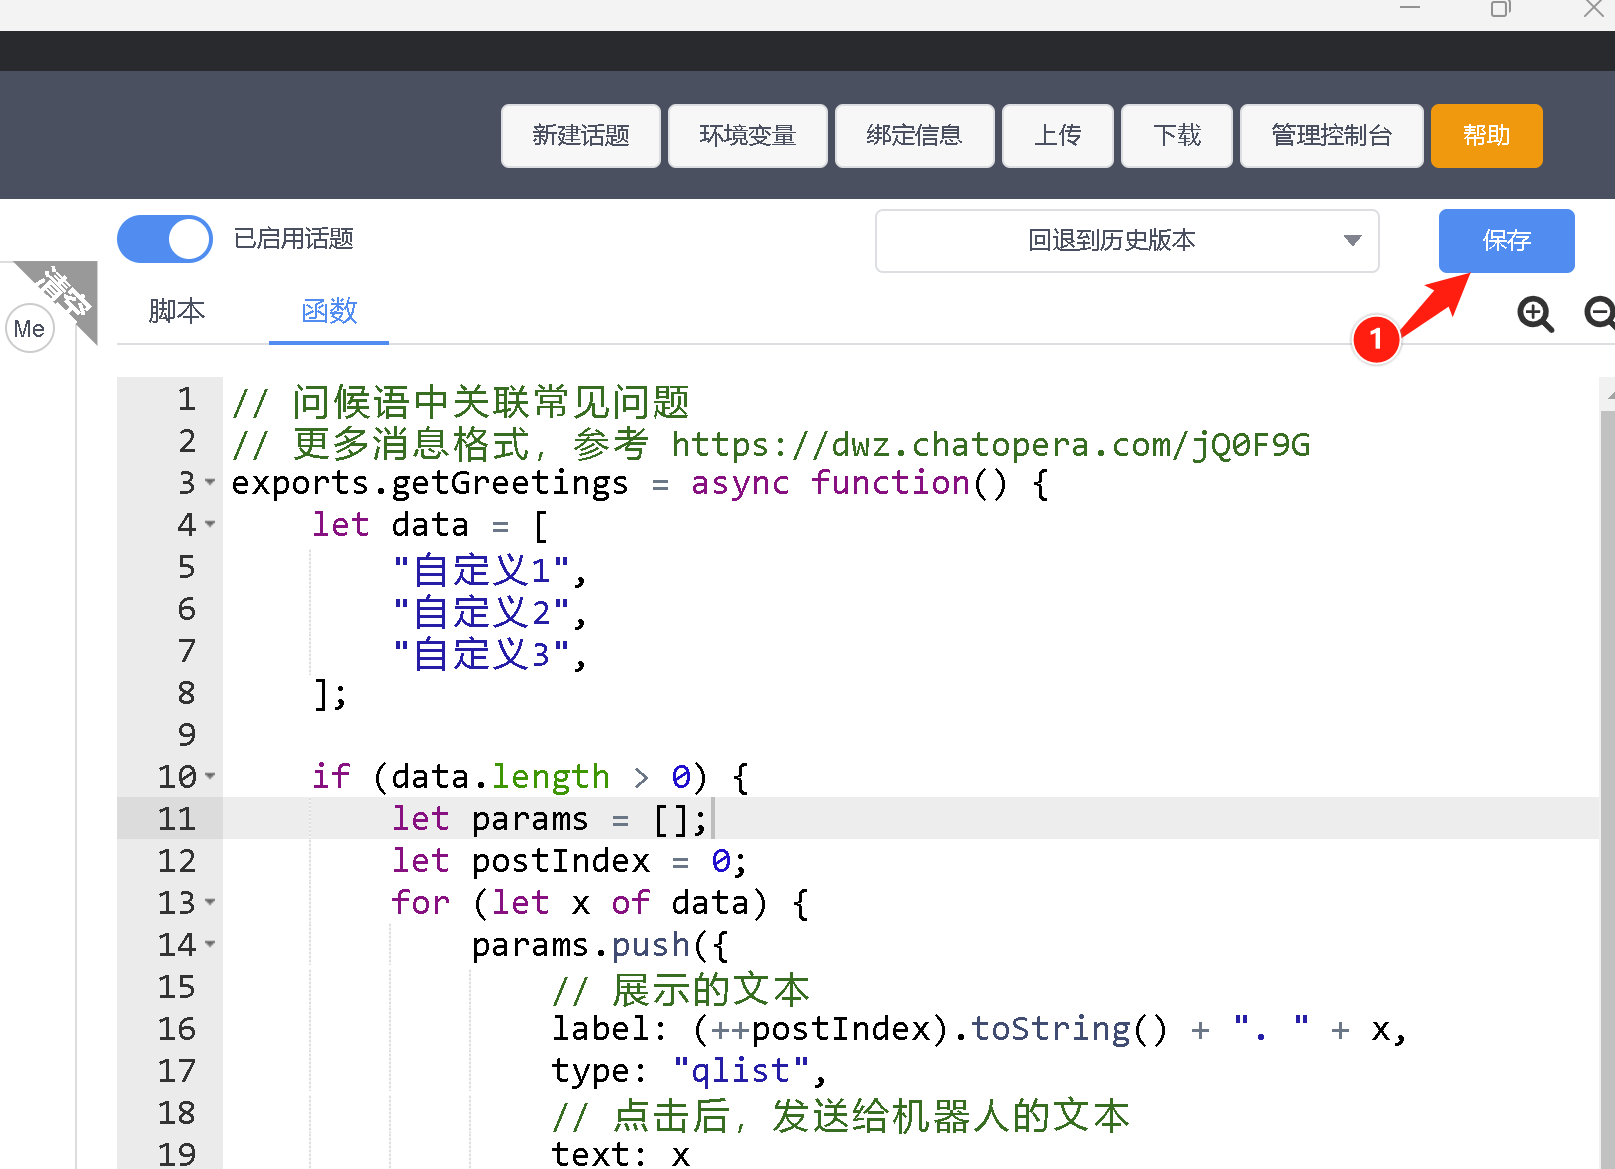 新建话题 环境变量 绑定信息 上传 下载 管理控制台 帮助
已启用话题 回退到历史版本 保存
清空
Me
脚本 函数
1
1 // 问候语中关联常见问题
2 // 更多消息格式，参考 https://dwz.chatopera.com/jQ0F9G
3 exports.getGreetings = async function() {
4     let data = [
5         "自定义1",
6         "自定义2",
7         "自定义3",
8     ];
9
10     if (data.length > 0) {
11         let params = [];
12         let postIndex = 0;
13         for (let x of data) {
14             params.push({
15                 // 展示的文本
16                 label: (++postIndex).toString() + ". " + x,
17                 type: "qlist",
18                 // 点击后，发送给机器人的文本
19                 text: x